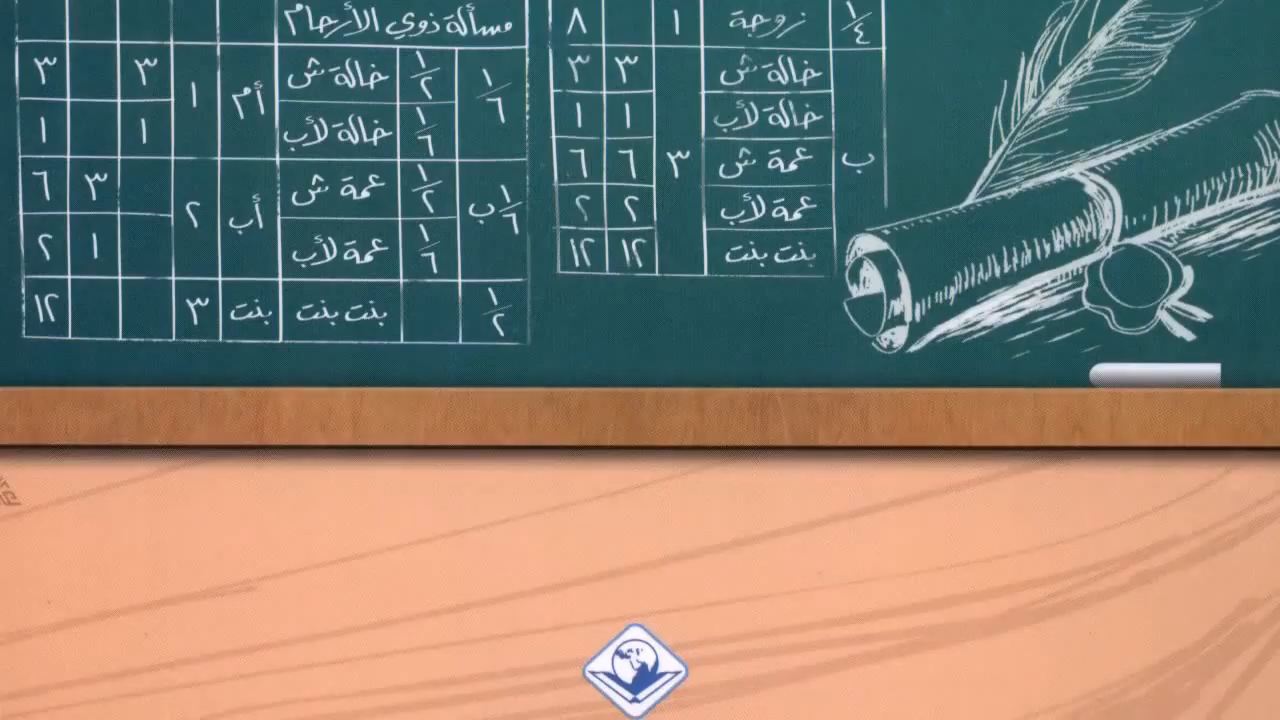 ١/٤ زوجة ١ ٨
خالة ش ٣ ٣
خالة لأب ١ ١
ب عمة ش ٣ ٦ ٦
عمة لأب ٢ ٢
بنت بنت ١٢ ١٢
مسألة ذوي الأرحام
١/٦ ١/٢ خالة ش أم ١ ٣ ٣
١/٦ خالة لأب ١ ١
١/٦ ب ١/٢ عمة ش أب ٢ ٣ ٦
١/٦ عمة لأب ١ ٢
١/٢ بنت بنت بنت ٣ ١٢